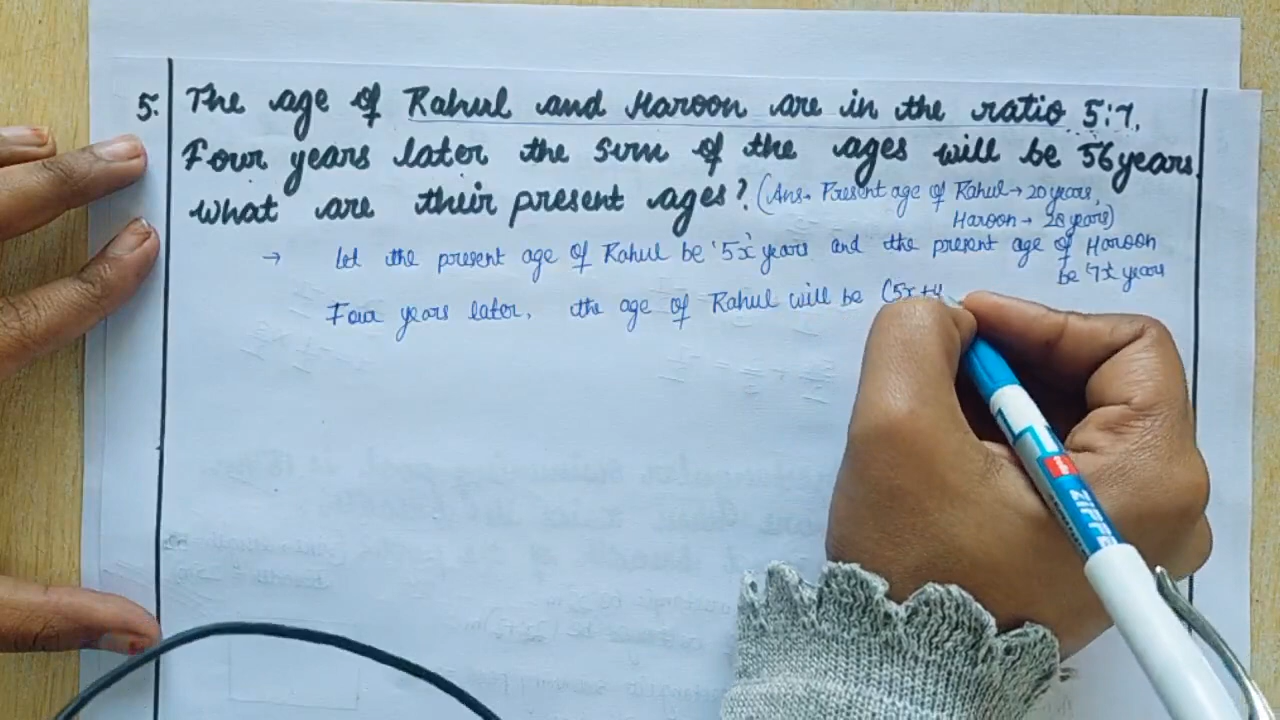 5. The age of Rahul and Haroon are in the ratio 5:7.
Four years later the sum of the ages will be 56 years.
What are their present ages? (Ans. Present age of Rahul → 20 years,
Haroon → 28 years)
→ Let the present age of Rahul be '5x' years and the present age of Haroon
be '7x' years
Four years later, the age of Rahul will be (5x+4
ZIPPE